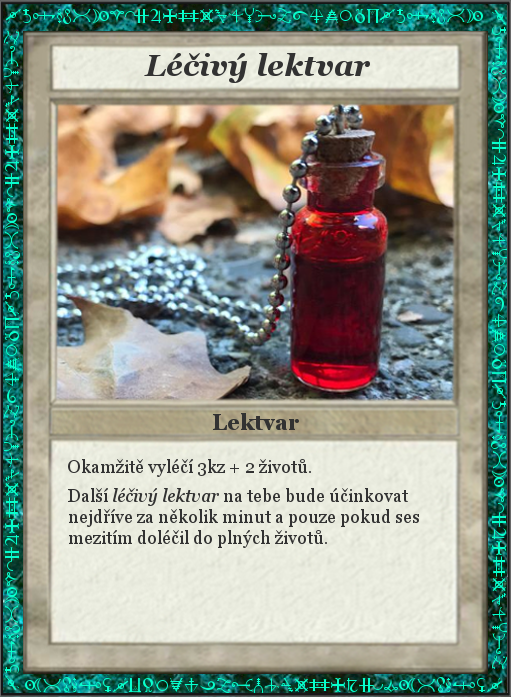 Léčivý lektvar
Lektvar
Okamžitě vyléčí 3kz + 2 životů.
Další léčivý lektvar na tebe bude účinkovat
nejdříve za několik minut a pouze pokud ses
mezitím doléčil do plných životů.